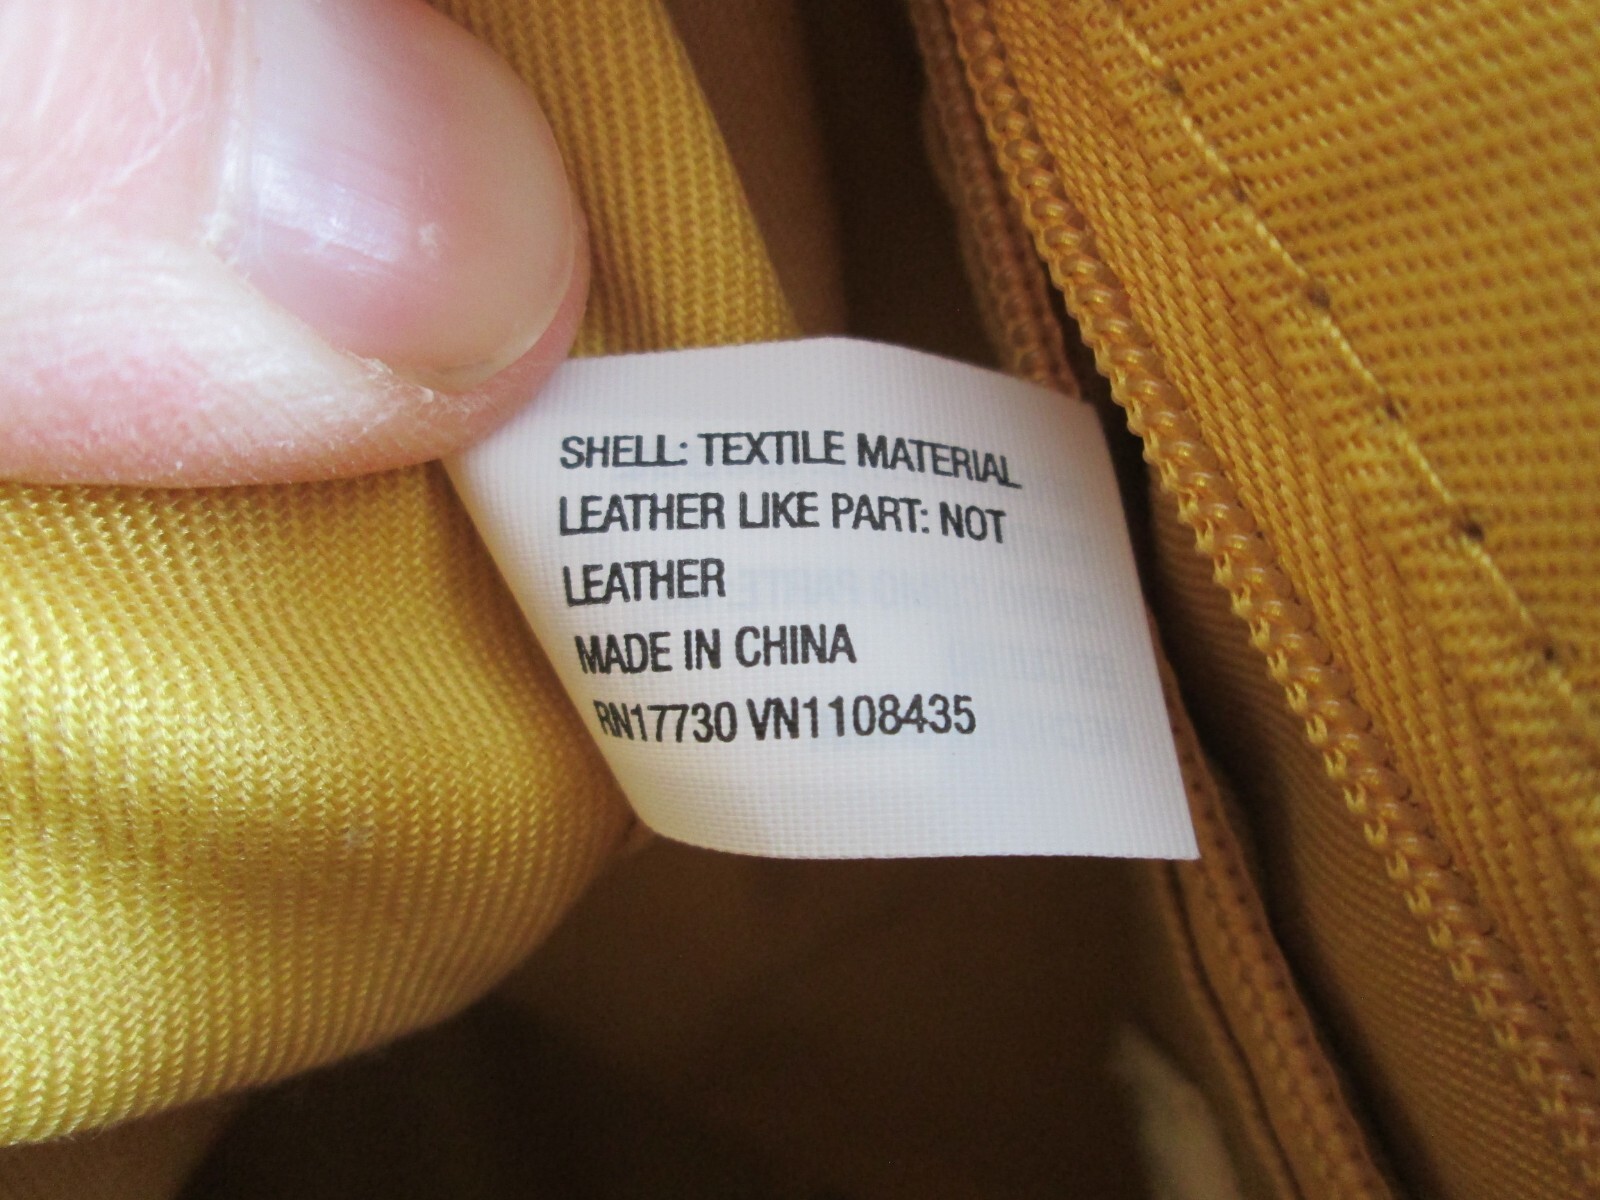 SHELL: TEXTILE MATERIAL
LEATHER LIKE PART: NOT
LEATHER
MADE IN CHINA
RN17730 VN1108435